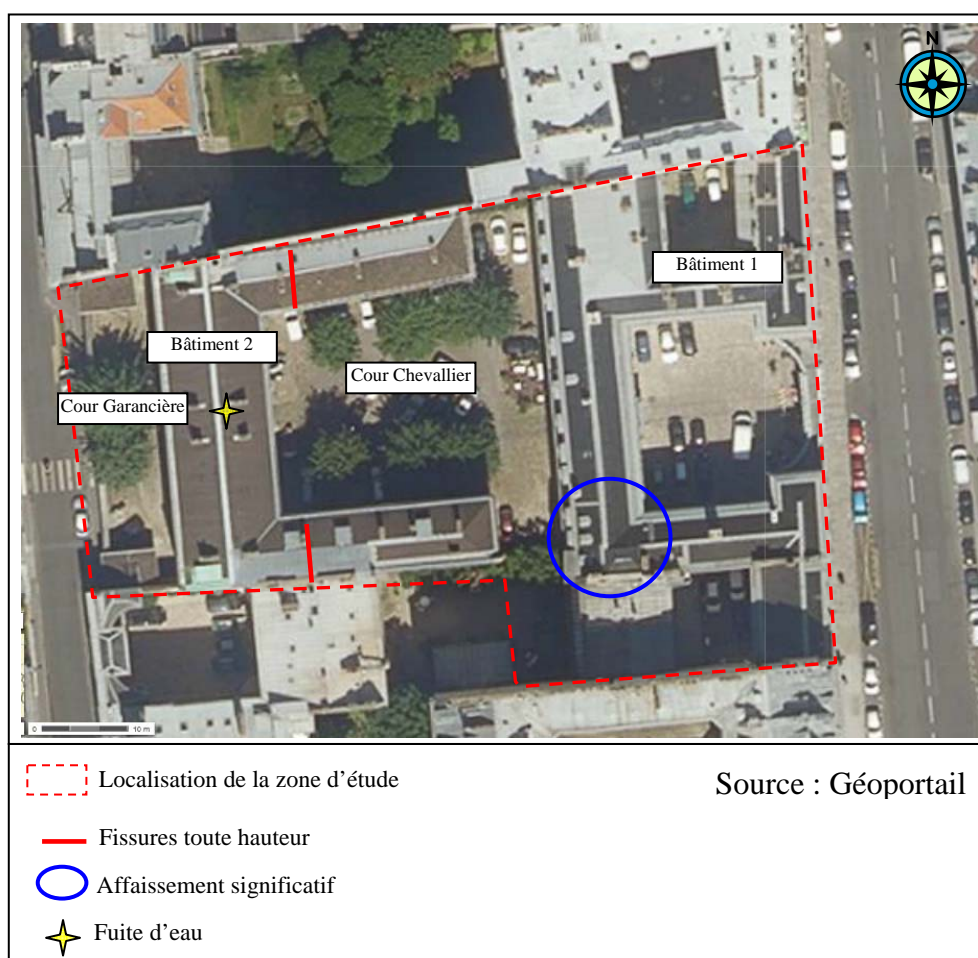 N
Bâtiment 1
Bâtiment 2
Cour Chevallier
Cour Garancière
0 10 m
Localisation de la zone d'étude
Source : Géoportail
Fissures toute hauteur
Affaissement significatif
Fuite d'eau